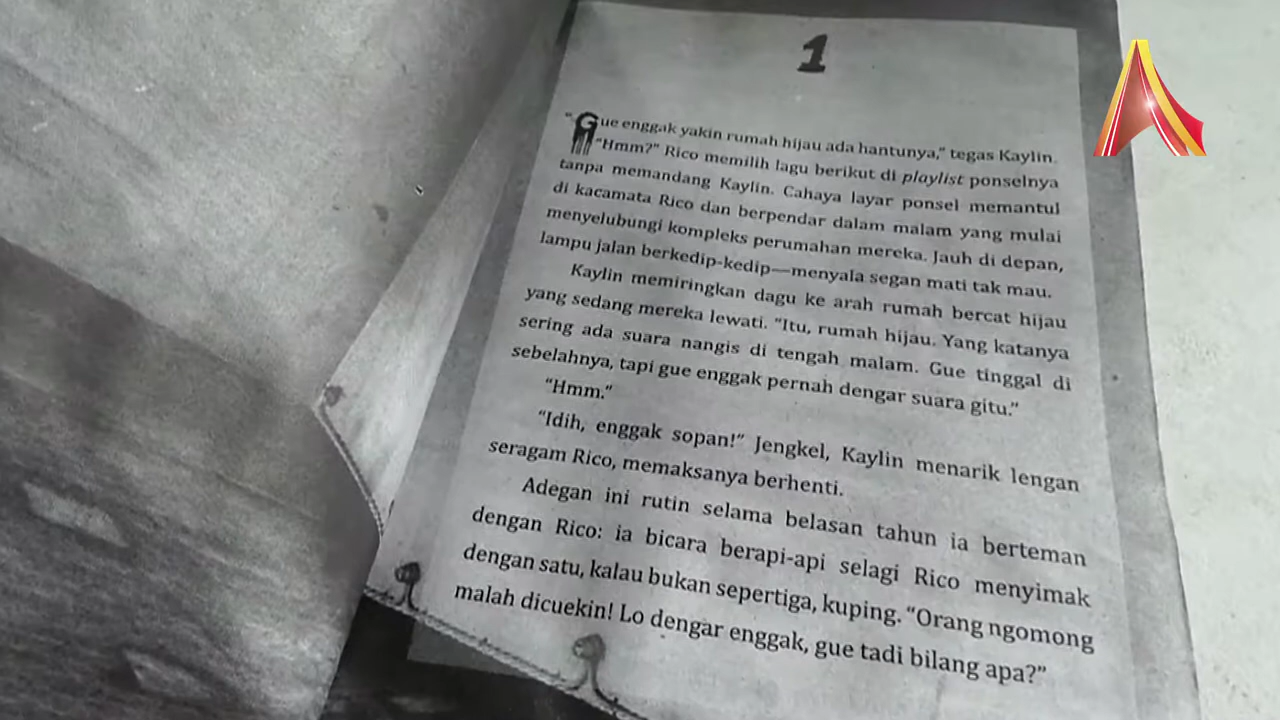 1
"Gue enggak yakin rumah hijau ada hantunya," tegas Kaylin.
"Hmm?" Rico memilih lagu berikut di playlist ponselnya
tanpa memandang Kaylin. Cahaya layar ponsel memantul
di kacamata Rico dan berpendar dalam malam yang mulai
menyelubungi kompleks perumahan mereka. Jauh di depan,
lampu jalan berkedip-kedip—menyala segan mati tak mau.
Kaylin memiringkan dagu ke arah rumah bercat hijau
yang sedang mereka lewati. "Itu, rumah hijau. Yang katanya
sering ada suara nangis di tengah malam. Gue tinggal di
sebelahnya, tapi gue enggak pernah dengar suara gitu."
"Hmm."
"Idih, enggak sopan!" Jengkel, Kaylin menarik lengan
seragam Rico, memaksanya berhenti.
Adegan ini rutin selama belasan tahun ia berteman
dengan Rico: ia bicara berapi-api selagi Rico menyimak
dengan satu, kalau bukan sepertiga, kuping. "Orang ngomong
malah dicuekin! Lo dengar enggak, gue tadi bilang apa?"